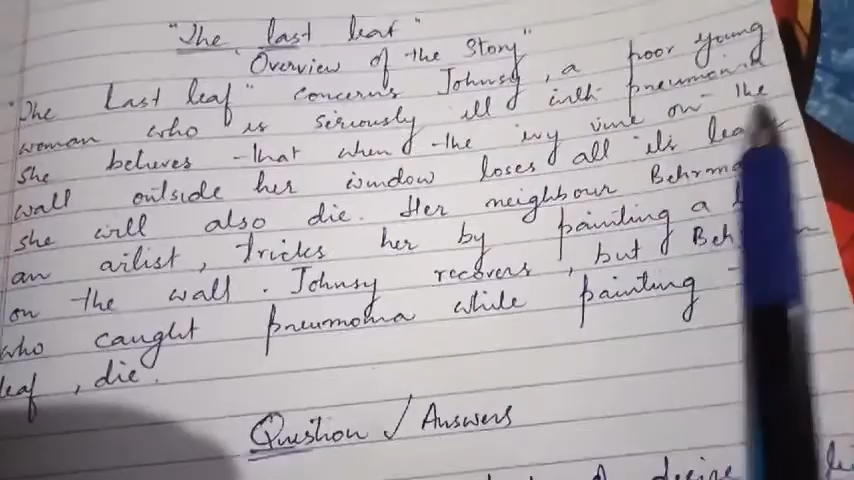 "The last leaf"
"Overview of the Story"
"The Last leaf" concerns Johnsy, a poor young
woman who is seriously ill with pneumonia
She believes that when the ivy vine on the
wall outside her window loses all its
she will also die. Her neighbour
an artist, tricks her by painting a
on the wall. Johnsy recovers, but
who caught pneumonia while painting
leaf, die.
Question / Answers
desire